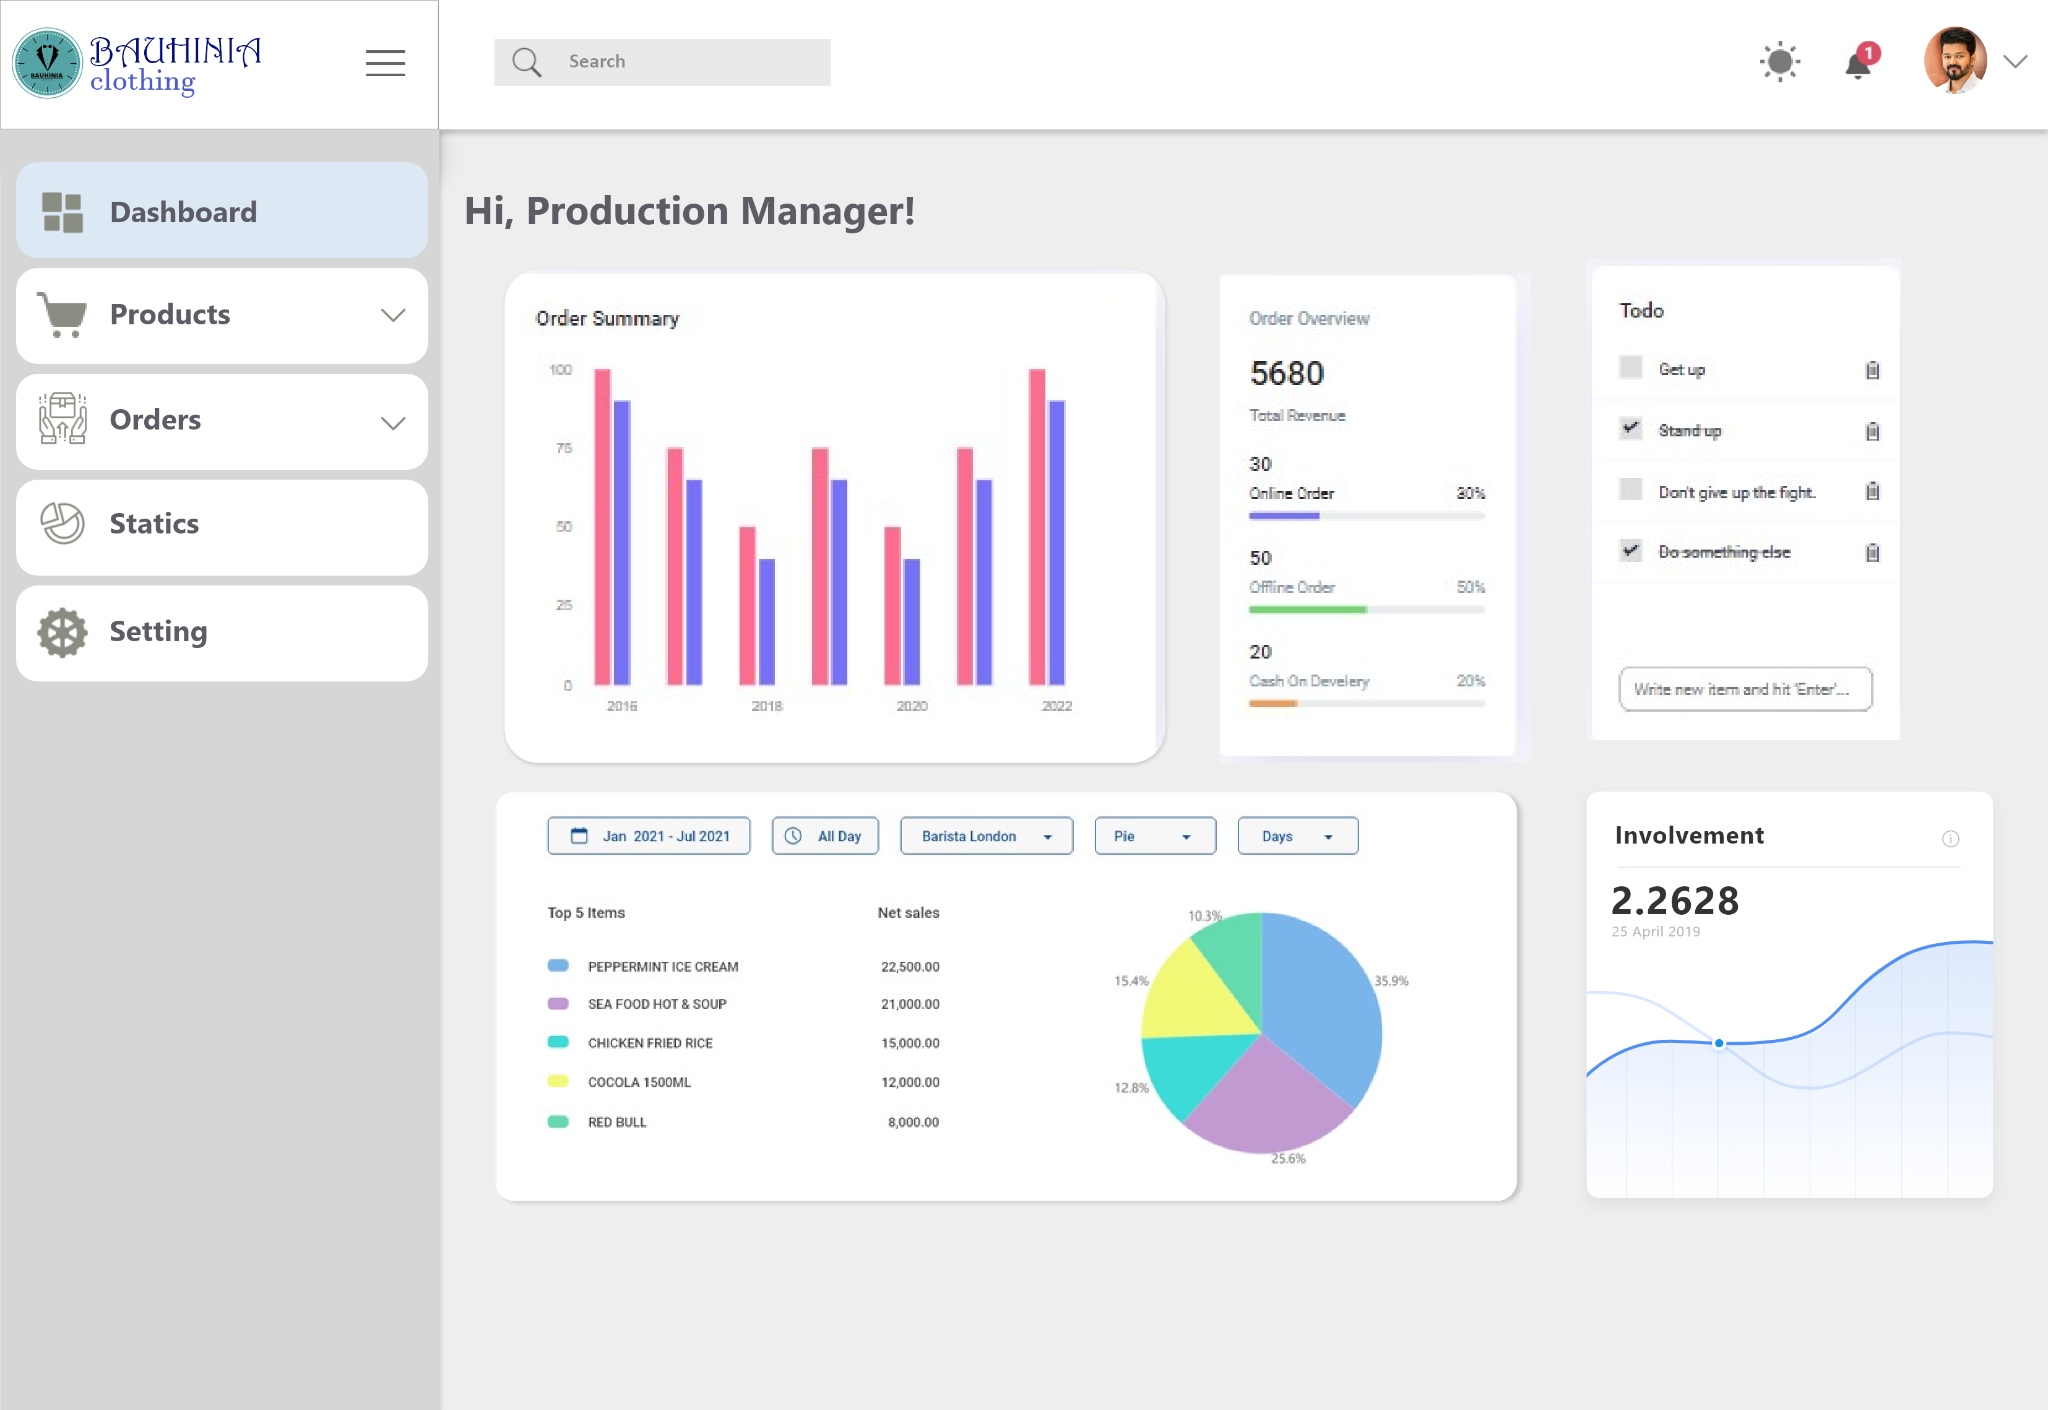 BAUHINIA
clothing
BAUHINIA
Search
1
Dashboard
Products
Orders
Statics
Setting
Hi, Production Manager!
Order Summary
100
75
50
25
0
2016
2018
2020
2022
Order Overview
5680
Total Revenue
30
Online Order 30%
50
Offline Order 50%
20
Cash On Develery 20%
Todo
Get up
Stand up
Don't give up the fight.
Do something else
Write new item and hit 'Enter'...
Jan 2021 - Jul 2021 All Day Barista London Pie Days
Top 5 Items Net sales
PEPPERMINT ICE CREAM 22,500.00
SEA FOOD HOT & SOUP 21,000.00
CHICKEN FRIED RICE 15,000.00
COCOLA 1500ML 12,000.00
RED BULL 8,000.00
10.3%
15.4%
35.9%
12.8%
25.6%
Involvement
2.2628
25 April 2019